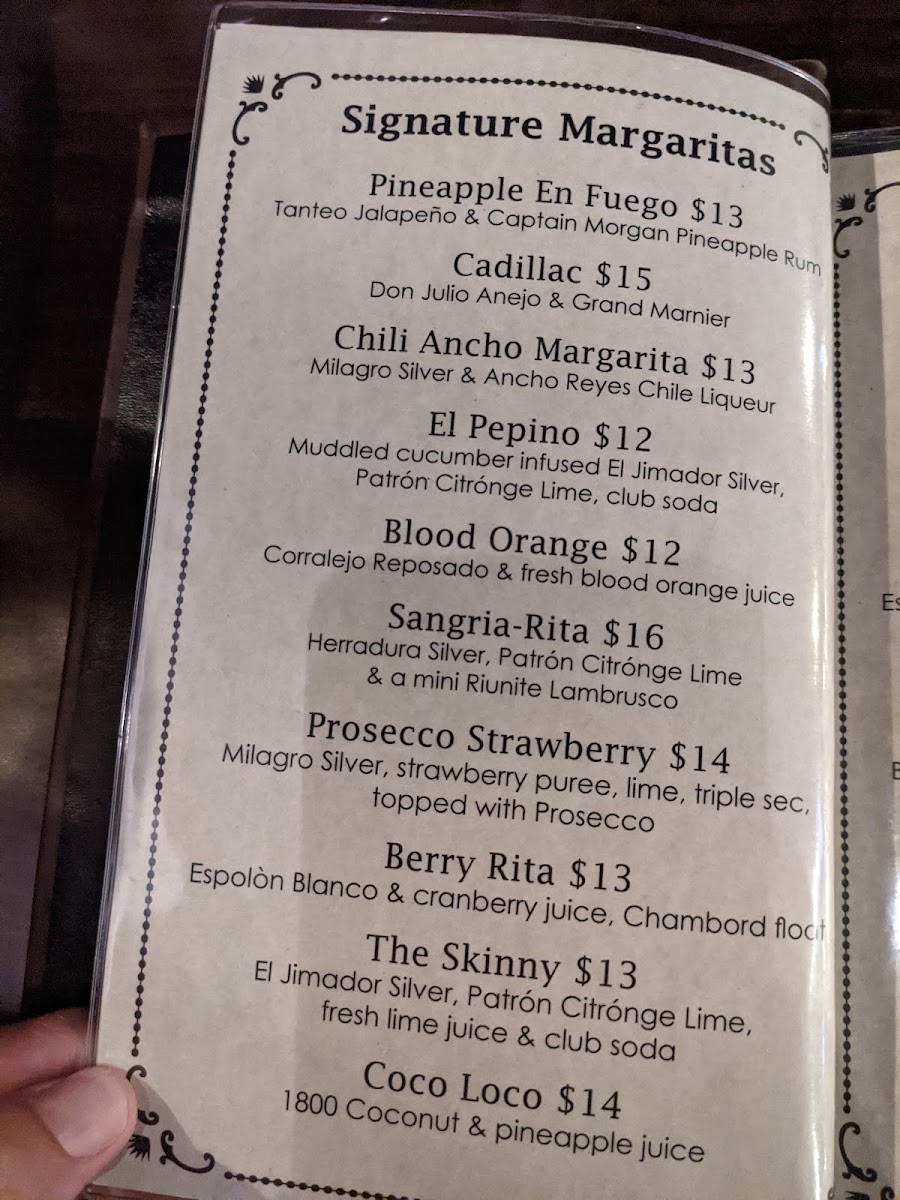 Signature Margaritas
Pineapple En Fuego $13
Tanteo Jalapeño & Captain Morgan Pineapple Rum
Cadillac $15
Don Julio Anejo & Grand Marnier
Chili Ancho Margarita $13
Milagro Silver & Ancho Reyes Chile Liqueur
El Pepino $12
Muddled cucumber infused El Jimador Silver,
Patrón Citrónge Lime, club soda
Blood Orange $12
Corralejo Reposado & fresh blood orange juice
Sangria-Rita $16
Herradura Silver, Patrón Citrónge Lime
& a mini Riunite Lambrusco
Prosecco Strawberry $14
Milagro Silver, strawberry puree, lime, triple sec,
topped with Prosecco
Berry Rita $13
Espolòn Blanco & cranberry juice, Chambord float
The Skinny $13
El Jimador Silver, Patrón Citrónge Lime,
fresh lime juice & club soda
Coco Loco $14
1800 Coconut & pineapple juice